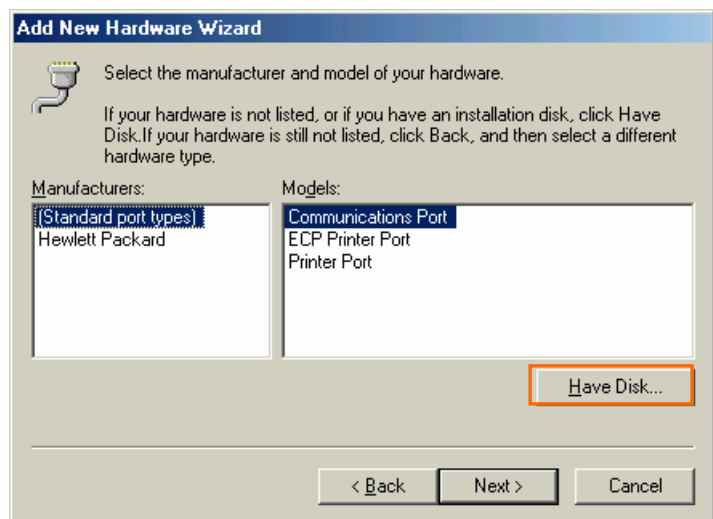 Add New Hardware Wizard
Select the manufacturer and model of your hardware.
If your hardware is not listed, or if you have an installation disk, click Have
Disk.If your hardware is still not listed, click Back, and then select a different
hardware type.
Manufacturers:
(Standard port types)
Hewlett Packard
Models:
Communications Port
ECP Printer Port
Printer Port
Have Disk...
< Back
Next >
Cancel